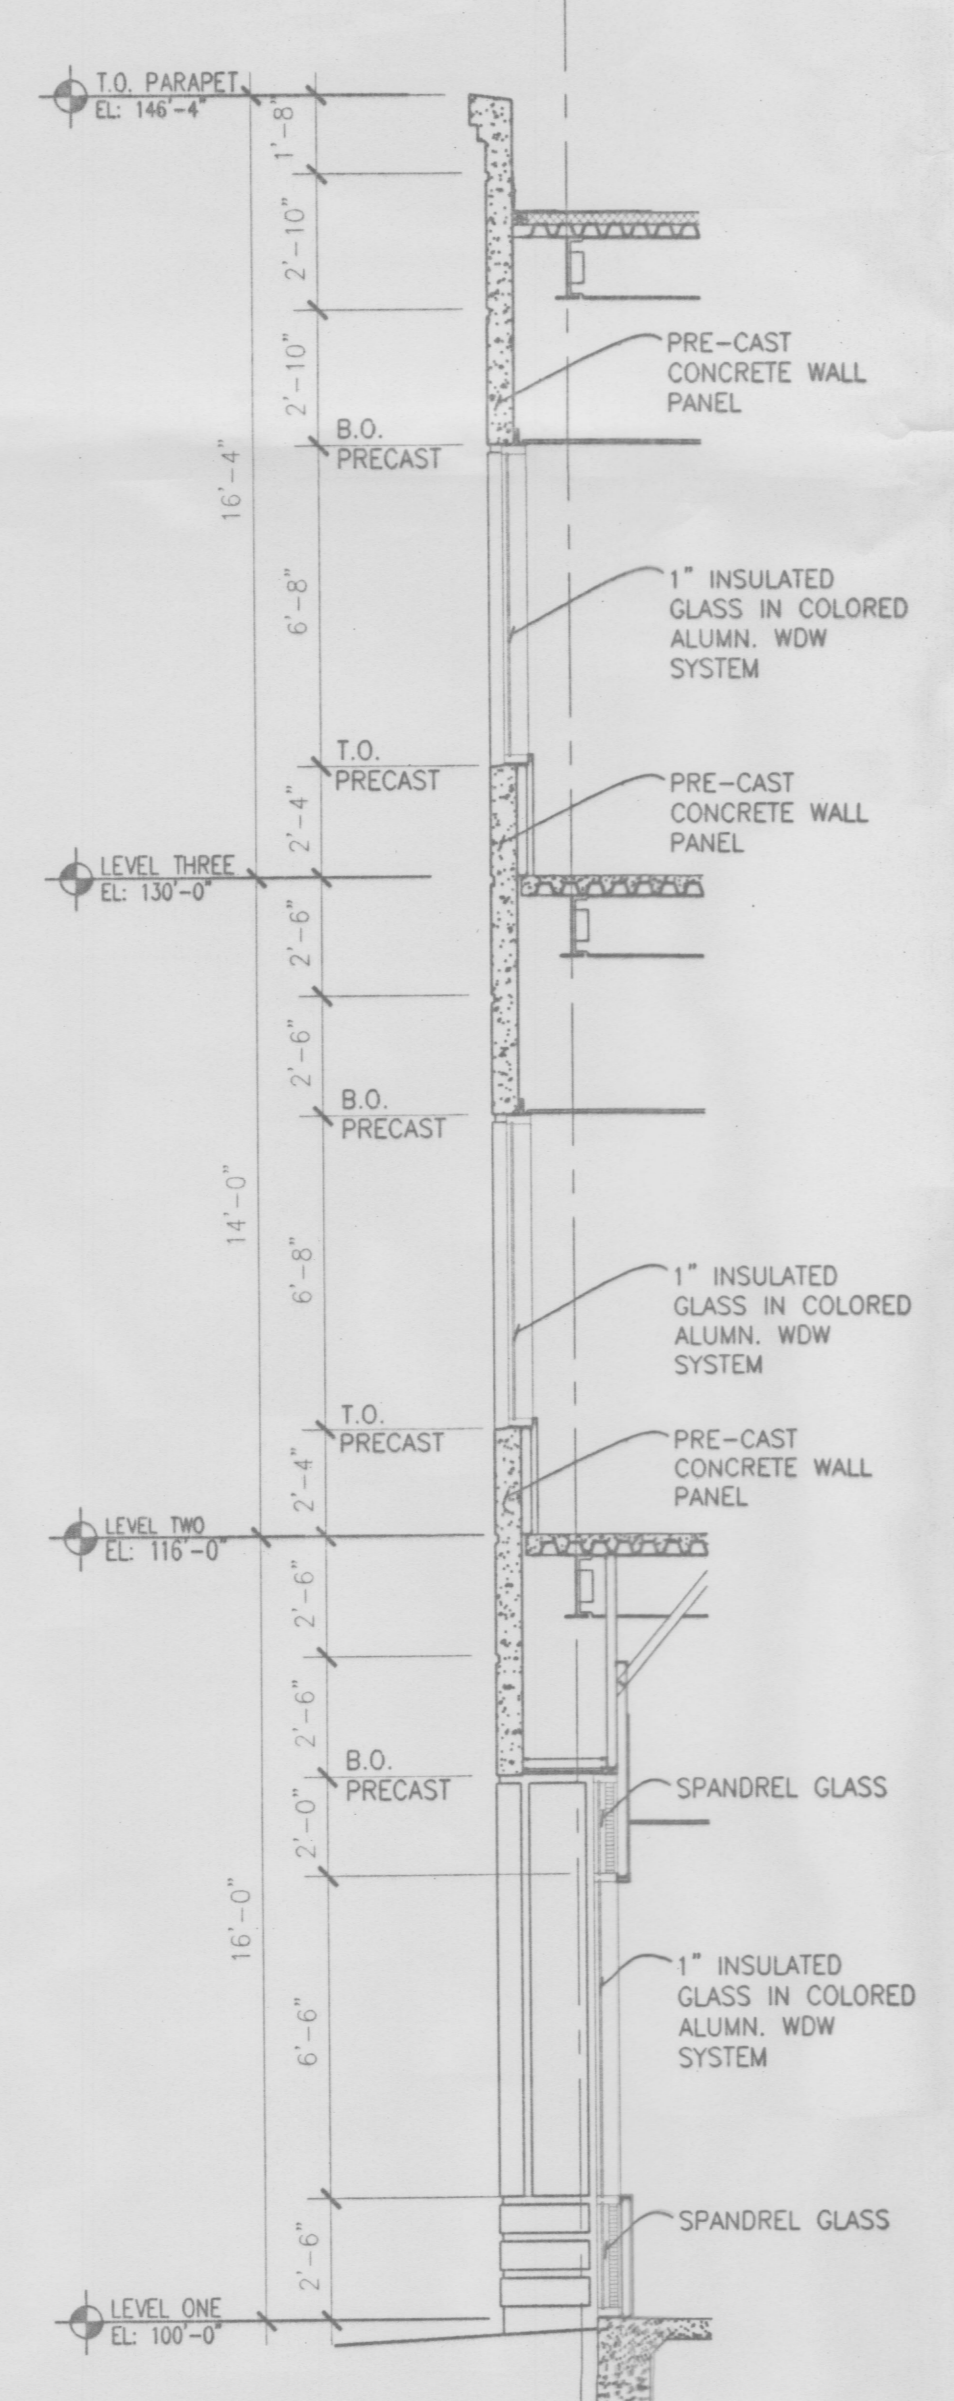 T.O. PARAPET
EL: 146'-4"
1'-8"
2'-10"
2'-10"
PRE-CAST
CONCRETE WALL
PANEL
B.O.
PRECAST
16'-4"
6'-8"
1" INSULATED
GLASS IN COLORED
ALUMN. WDW
SYSTEM
T.O.
PRECAST
2'-4"
PRE-CAST
CONCRETE WALL
PANEL
LEVEL THREE
EL: 130'-0"
2'-6"
2'-6"
B.O.
PRECAST
14'-0"
6'-8"
1" INSULATED
GLASS IN COLORED
ALUMN. WDW
SYSTEM
T.O.
PRECAST
2'-4"
PRE-CAST
CONCRETE WALL
PANEL
LEVEL TWO
EL: 116'-0"
2'-6"
2'-6"
B.O.
PRECAST
SPANDREL GLASS
2'-0"
16'-0"
6'-6"
1" INSULATED
GLASS IN COLORED
ALUMN. WDW
SYSTEM
2'-6"
SPANDREL GLASS
LEVEL ONE
EL: 100'-0"